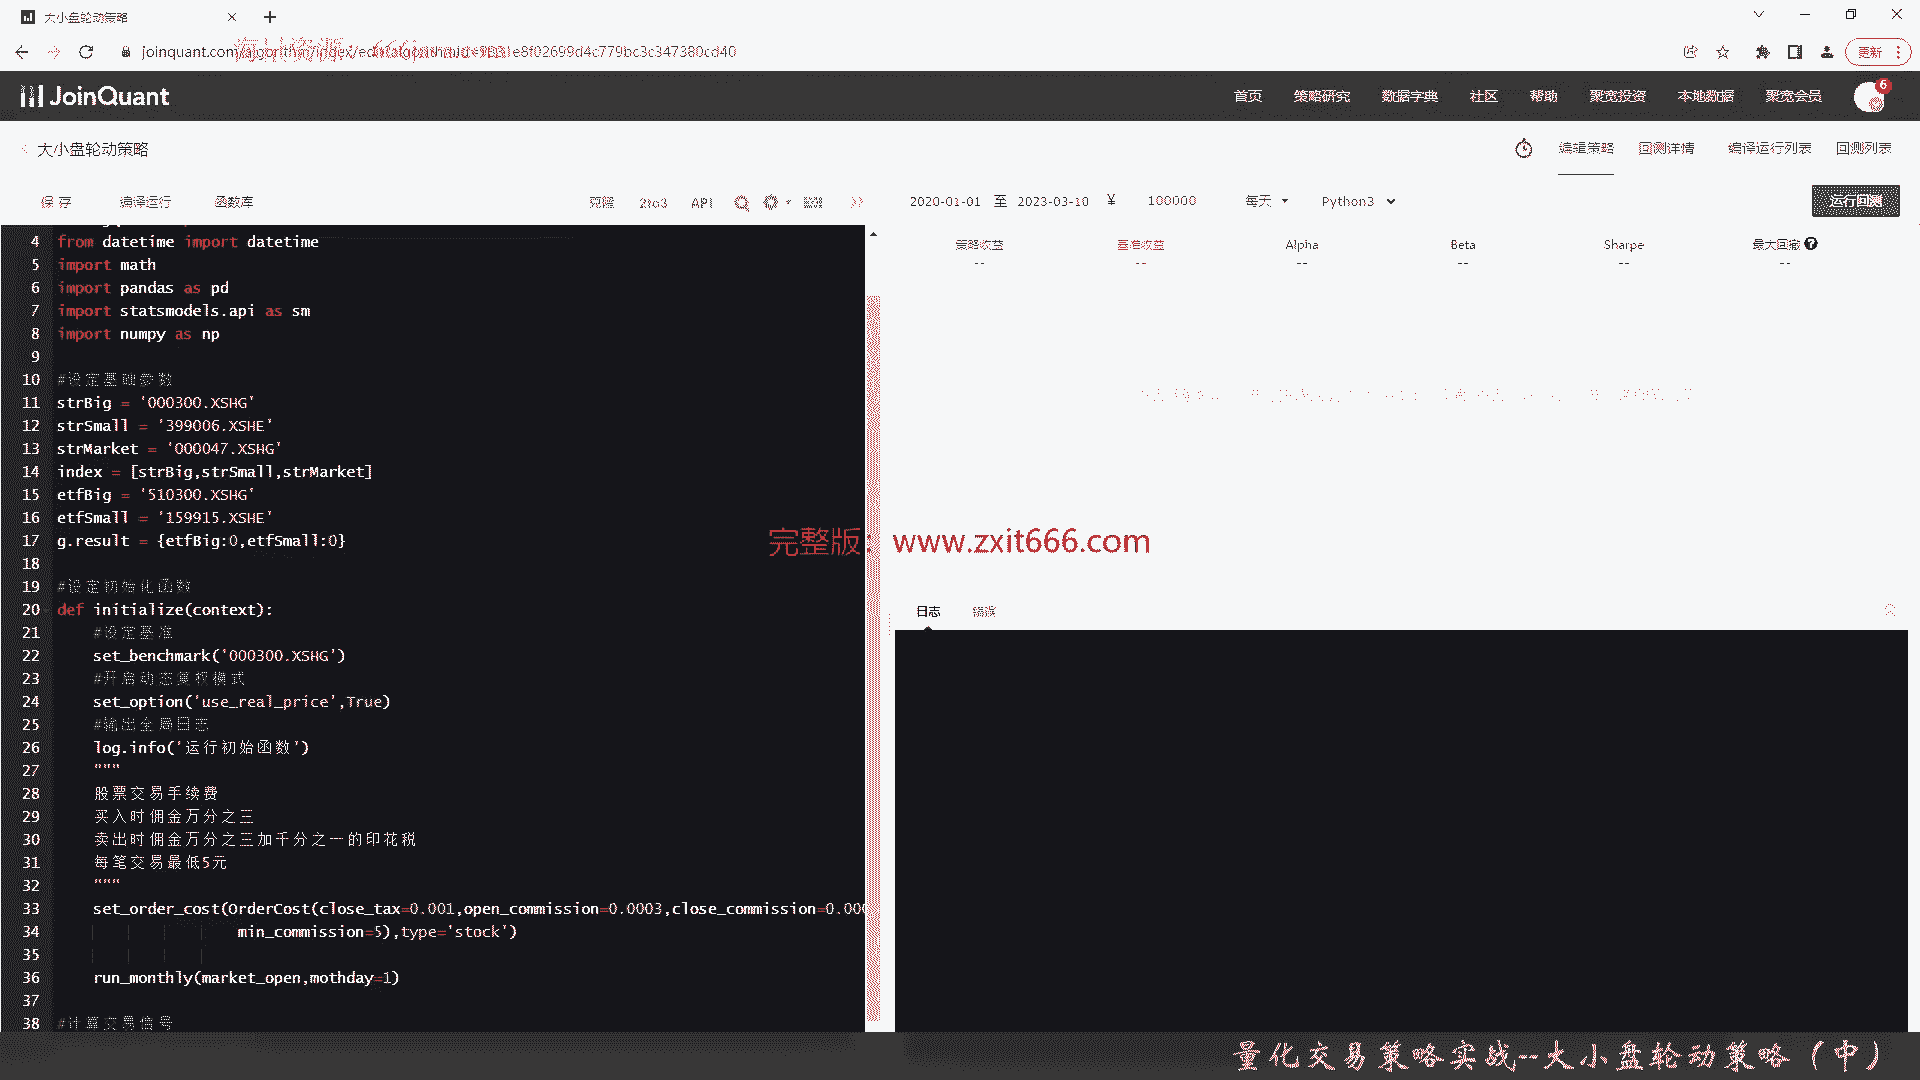 大小盘轮动策略
joinquant.com
更新
JoinQuant
首页 策略研究 数据字典 社区 帮助 聚宽投资 本地数据 聚宽会员 6
大小盘轮动策略
编辑策略 回测详情 编译运行列表 回测列表
保存 编译运行 函数库 克隆 2to3 API
2020-01-01 至 2023-03-10 ¥ 100000 每天 Python3 运行回测
策略收益 基准收益 Alpha Beta Sharpe 最大回撤
-- -- -- -- -- --
4 from datetime import datetime
5 import math
6 import pandas as pd
7 import statsmodels.api as sm
8 import numpy as np
9
10 #设定基础参数
11 strBig = '000300.XSHG'
12 strSmall = '399006.XSHE'
13 strMarket = '000047.XSHG'
14 index = [strBig,strSmall,strMarket]
15 etfBig = '510300.XSHG'
16 etfSmall = '159915.XSHE'
17 g.result = {etfBig:0,etfSmall:0}
18
19 #设定初始化函数
20 def initialize(context):
21 #设定基准
22 set_benchmark('000300.XSHG')
23 #开启动态复权模式
24 set_option('use_real_price',True)
25 #输出全局日志
26 log.info('运行初始函数')
27 """
28 股票交易手续费
29 买入时佣金万分之三
30 卖出时佣金万分之三加千分之一的印花税
31 每笔交易最低5元
32 """
33 set_order_cost(OrderCost(close_tax=0.001,open_commission=0.0003,close_commission=0.000
34 min_commission=5),type='stock')
35
36 run_monthly(market_open,mothday=1)
37
38 #计算交易信号
完整版：www.zxit666.com
日志 错误
量化交易策略实战--大小盘轮动策略（中）